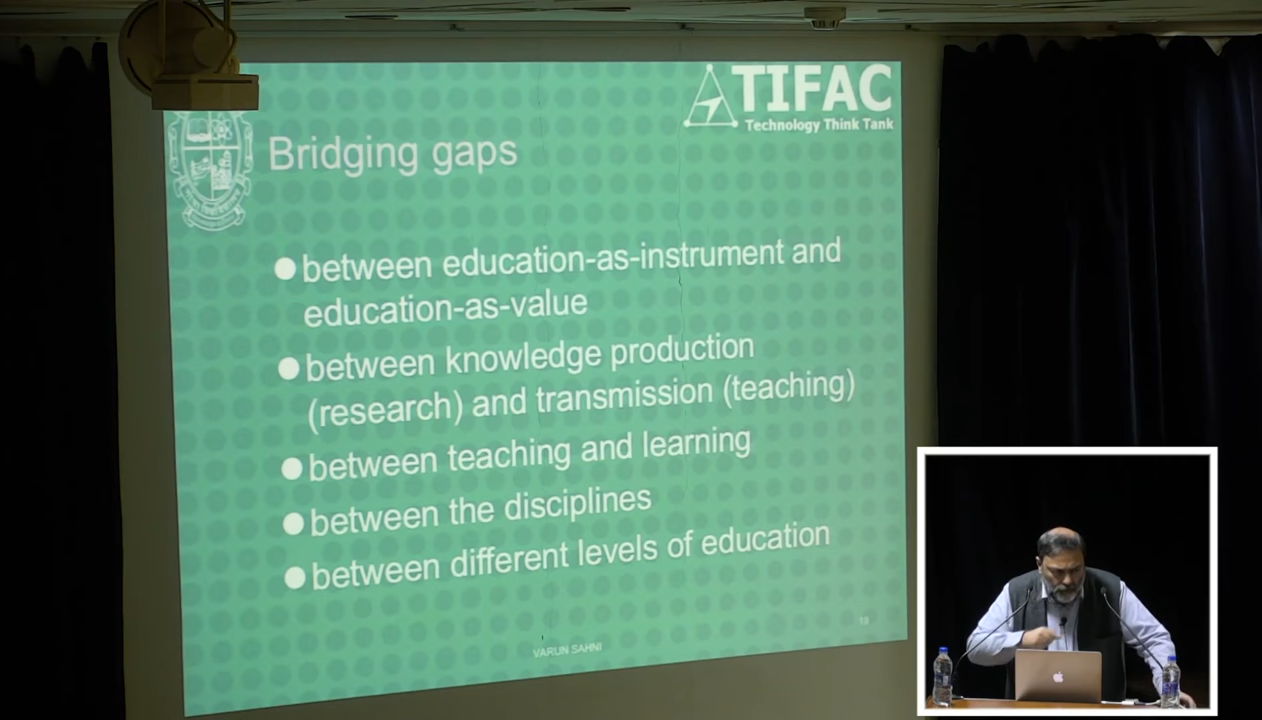 TIFAC
Technology Think Tank
Bridging gaps
between education-as-instrument and
education-as-value
between knowledge production
(research) and transmission (teaching)
between teaching and learning
between the disciplines
between different levels of education
VARUN SAHNI